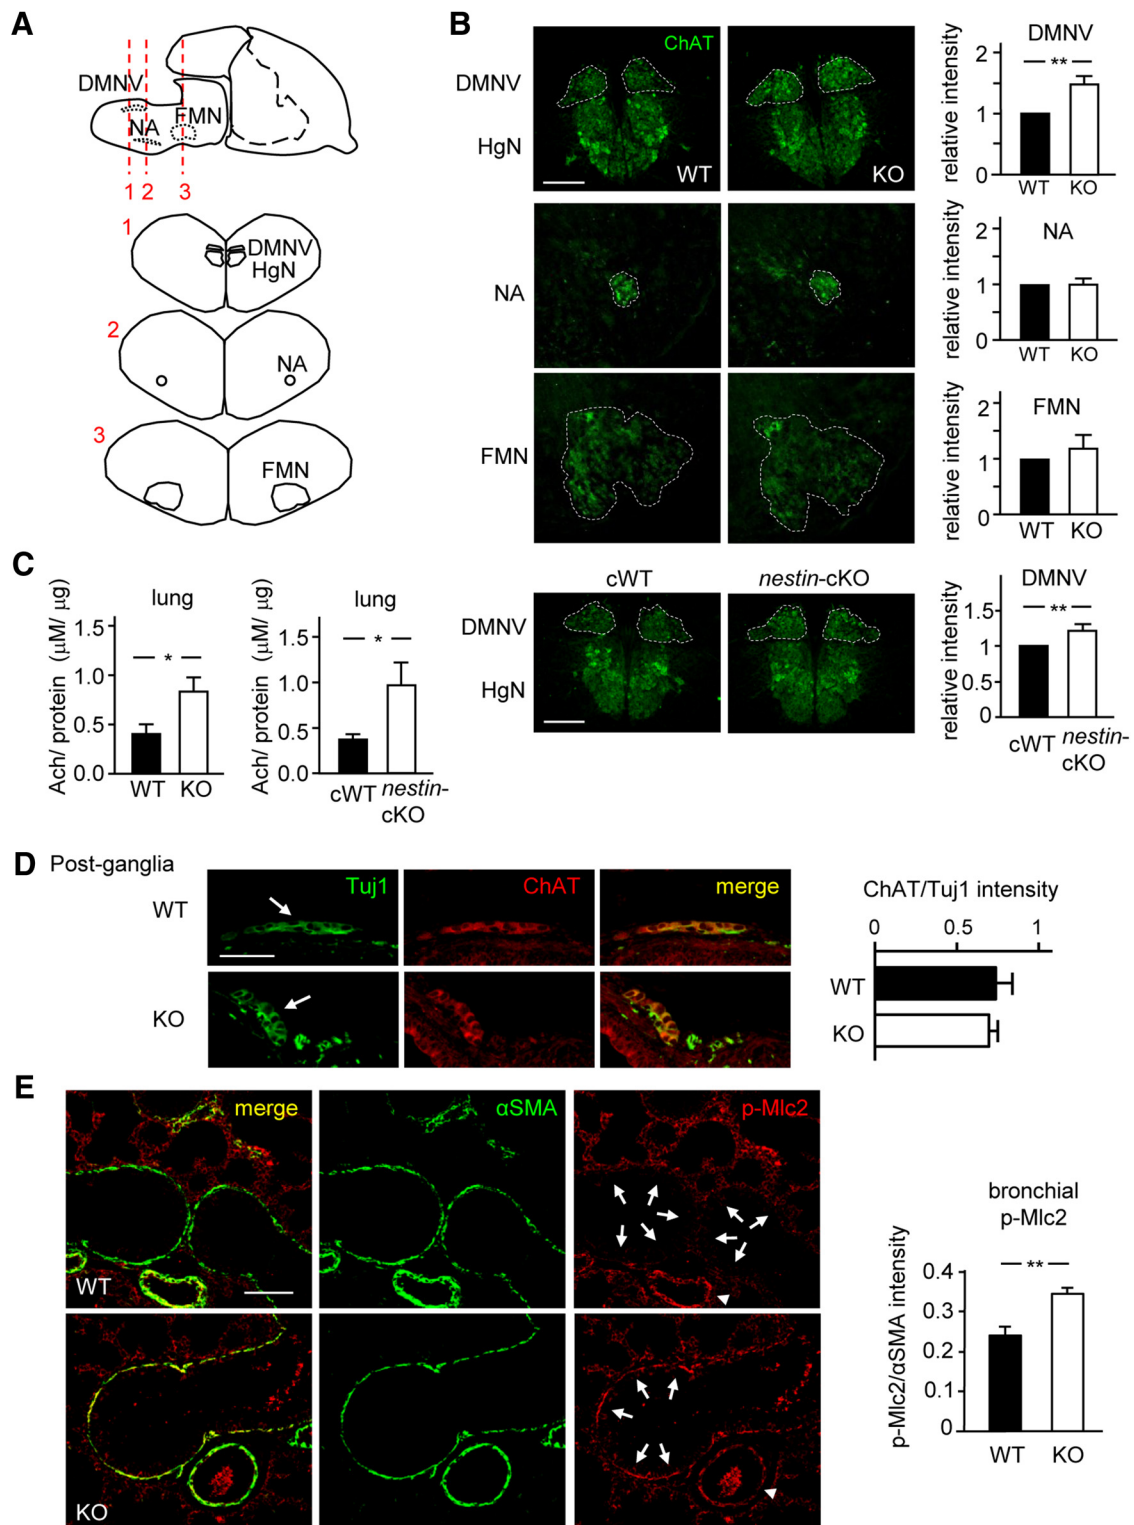 A
DMNV
NA
FMN
1 2 3
1
DMNV
HgN
2
NA
3
FMN
B
ChAT
DMNV
HgN
WT
KO
relative intensity
DMNV
2
1
0
**
WT KO
NA
relative intensity
NA
2
1
0
WT KO
FMN
relative intensity
FMN
2
1
0
WT KO
cWT
nestin-cKO
DMNV
HgN
relative intensity
DMNV
1.5
1
0.5
0
**
cWT nestin-
cKO
C
lung
Ach/ protein (µM/ µg)
1.5
1.0
0.5
0.0
*
WT KO
lung
Ach/ protein (µM/ µg)
1.5
1.0
0.5
0.0
*
cWT nestin-
cKO
D
Post-ganglia
Tuj1
ChAT
merge
WT
KO
ChAT/Tuj1 intensity
0 0.5 1
WT
KO
E
merge
αSMA
p-Mlc2
WT
KO
bronchial
p-Mlc2
p-Mlc2/αSMA intensity
0.4
0.3
0.2
0.1
0
**
WT KO